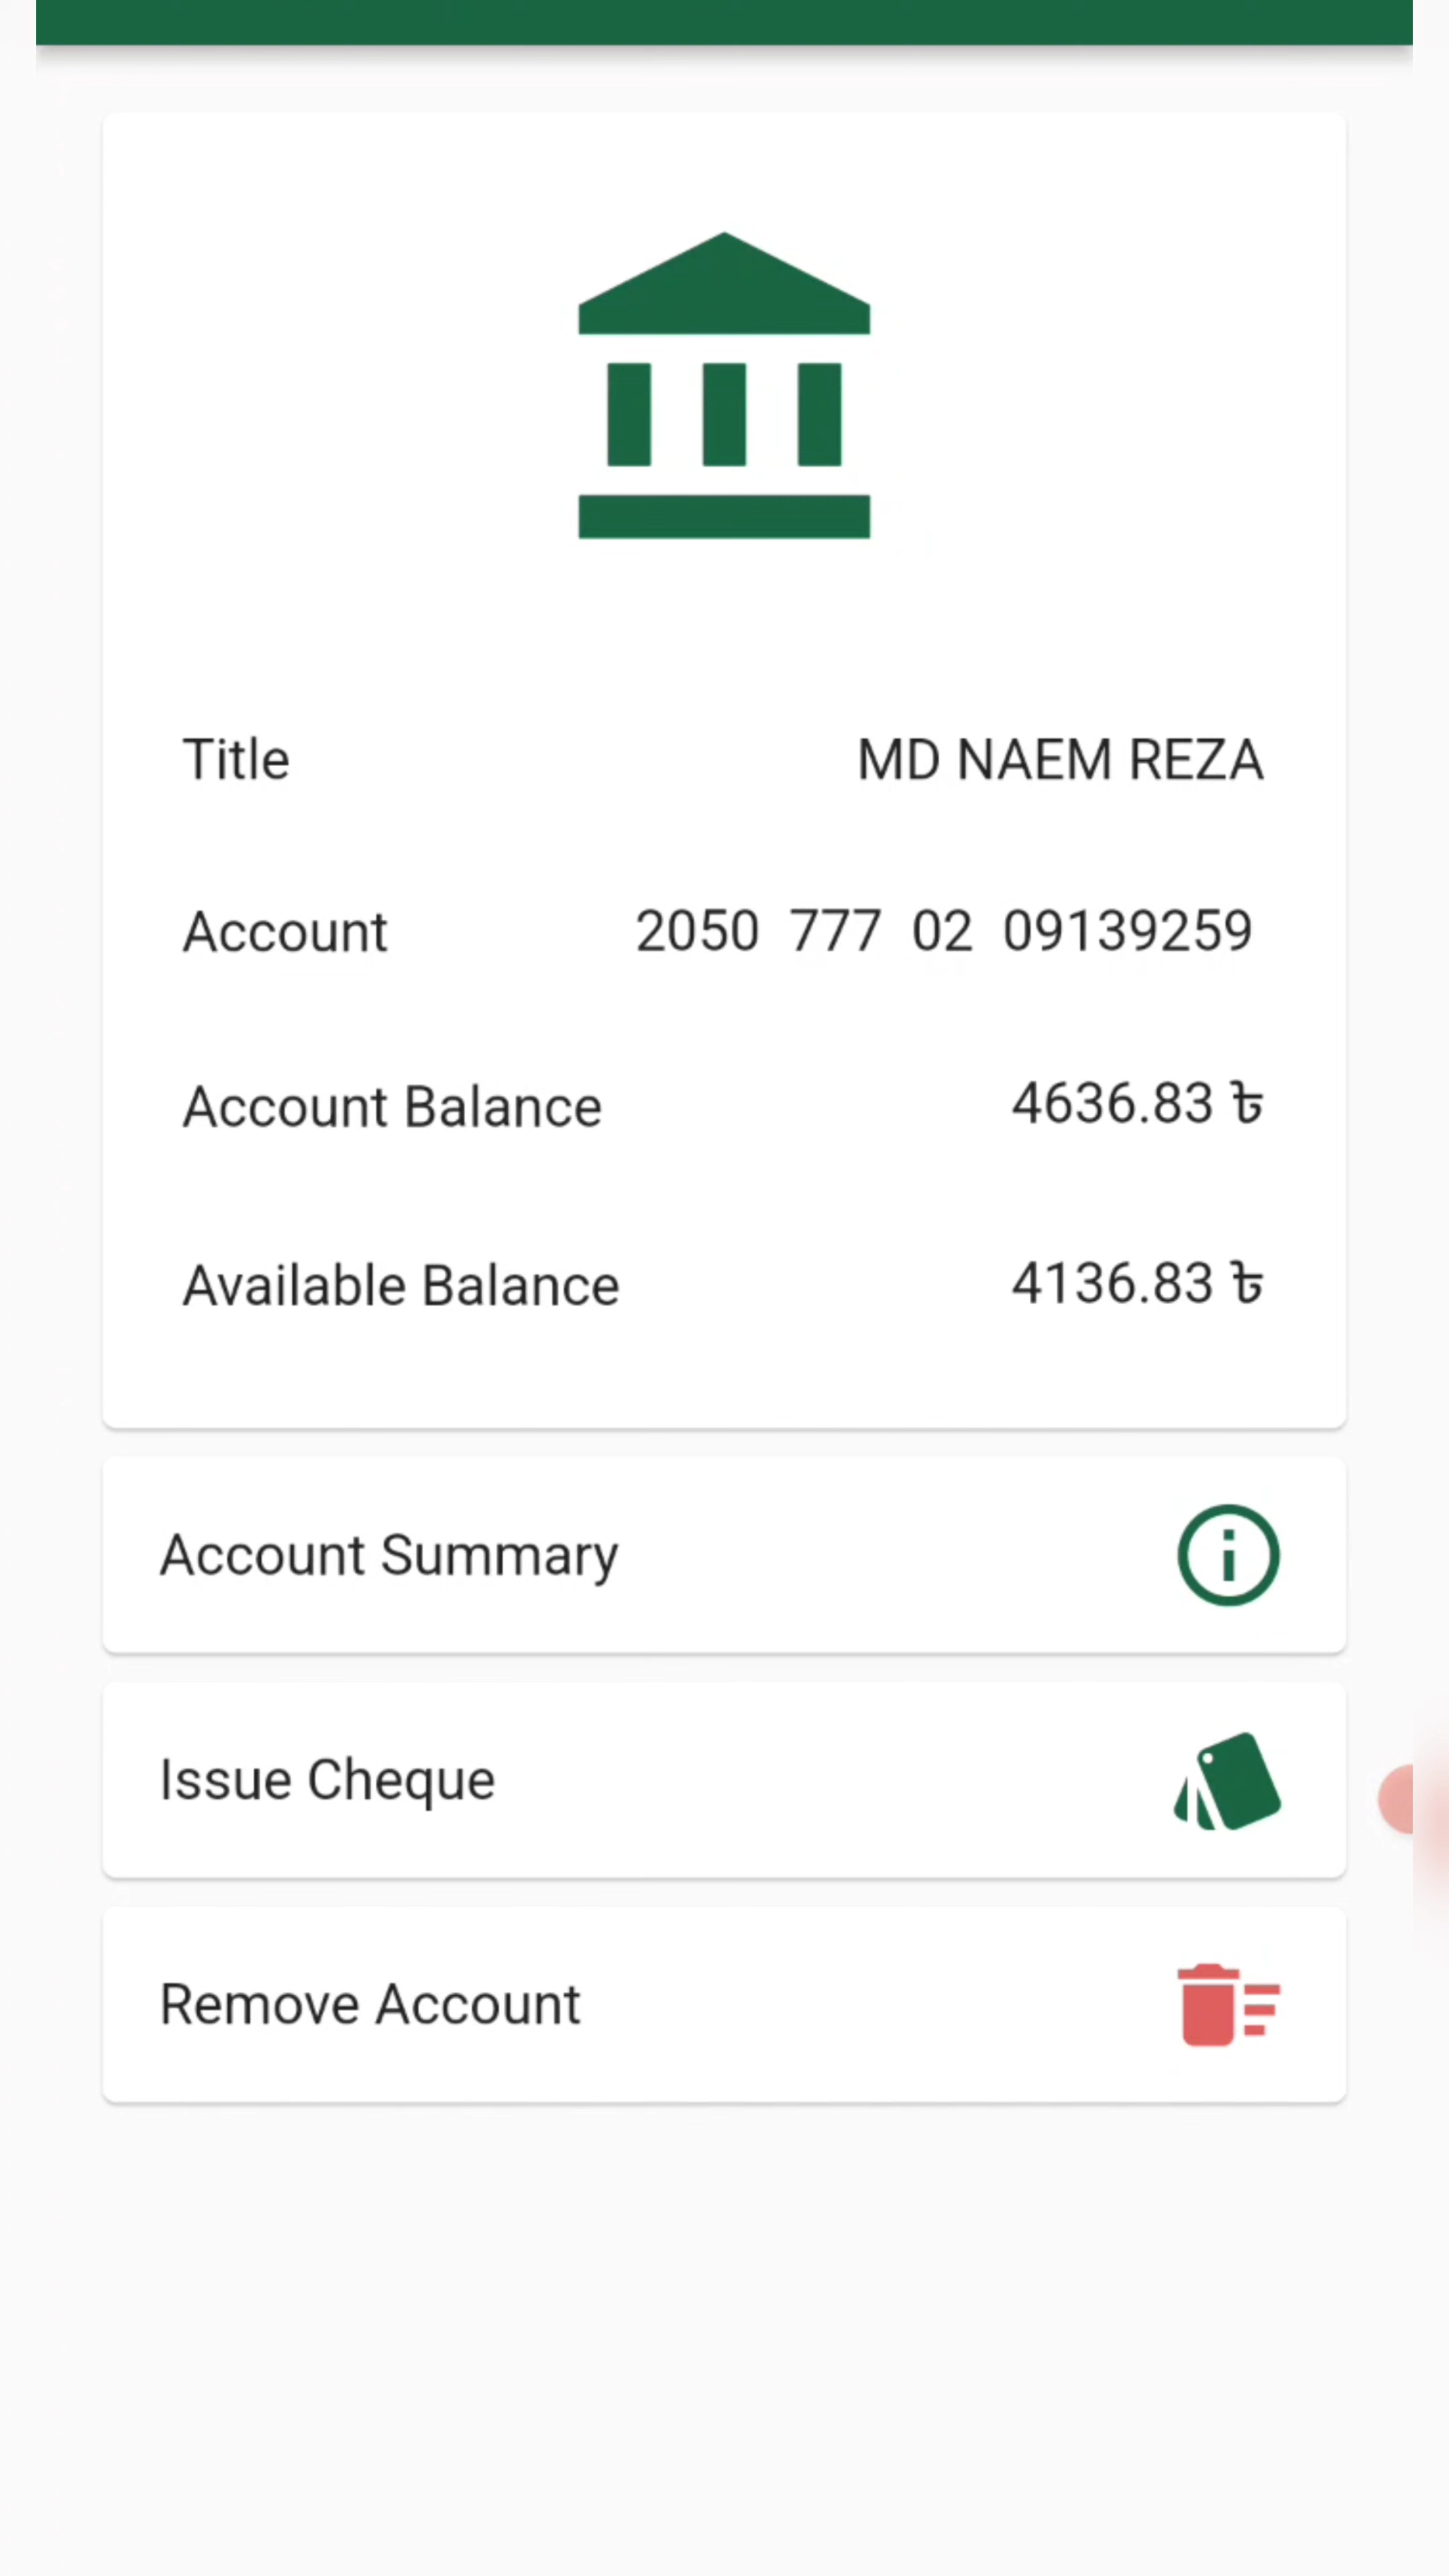 Title MD NAEM REZA
Account 2050 777 02 09139259
Account Balance 4636.83 ৳
Available Balance 4136.83 ৳
Account Summary
Issue Cheque
Remove Account